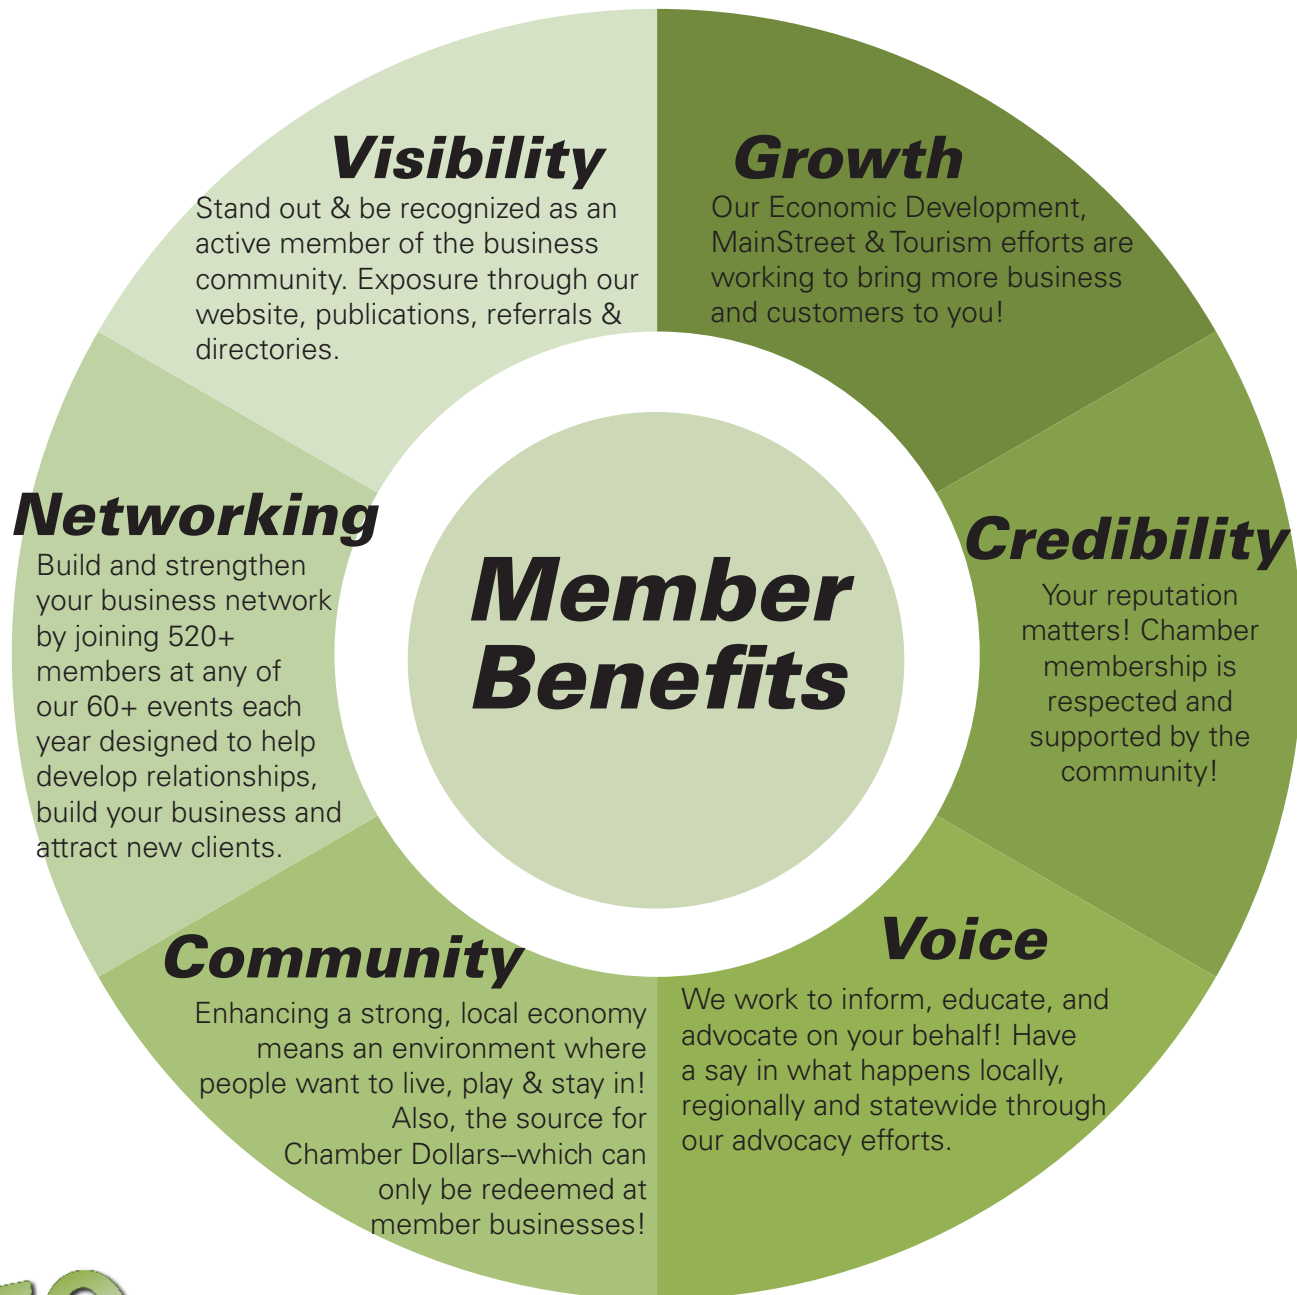 Visibility
Stand out & be recognized as an
active member of the business
community. Exposure through our
website, publications, referrals &
directories.
Growth
Our Economic Development,
MainStreet & Tourism efforts are
working to bring more business
and customers to you!
Networking
Build and strengthen
your business network
by joining 520+
members at any of
our 60+ events each
year designed to help
develop relationships,
build your business and
attract new clients.
Member
Benefits
Credibility
Your reputation
matters! Chamber
membership is
respected and
supported by the
community!
Community
Enhancing a strong, local economy
means an environment where
people want to live, play & stay in!
Also, the source for
Chamber Dollars--which can
only be redeemed at
member businesses!
Voice
We work to inform, educate, and
advocate on your behalf! Have
a say in what happens locally,
regionally and statewide through
our advocacy efforts.